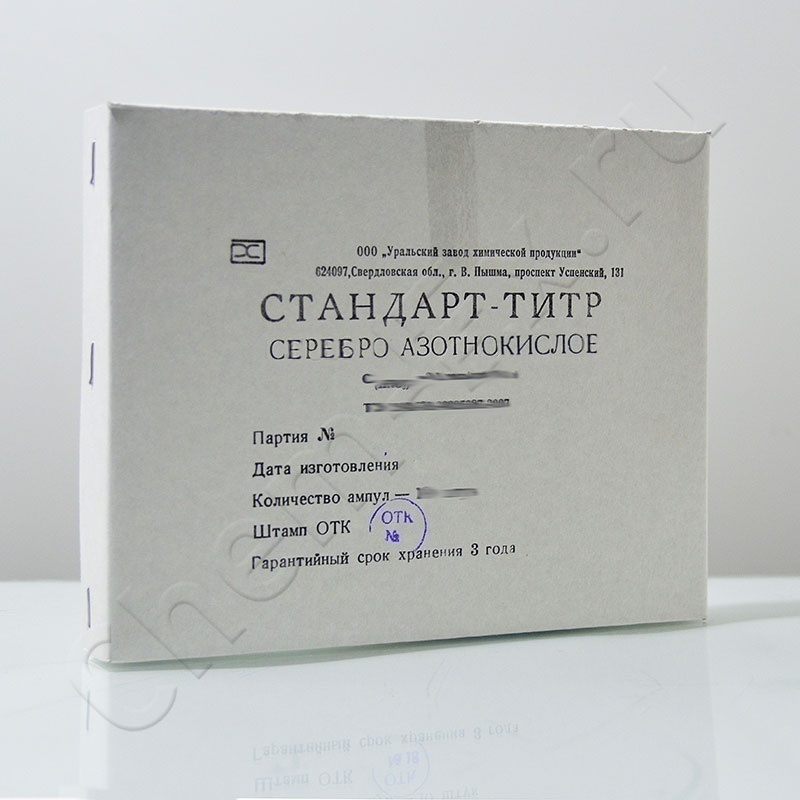 ООО „Уральский завод химической продукции"
624097,Свердловская обл., г. В. Пышма, проспект Успенский, 131
СТАНДАРТ-ТИТР
СЕРЕБРО АЗОТНОКИСЛОЕ
Партия №
Дата изготовления
Количество ампул —
Штамп ОТК
ОТК
№
Гарантийный срок хранения 3 года